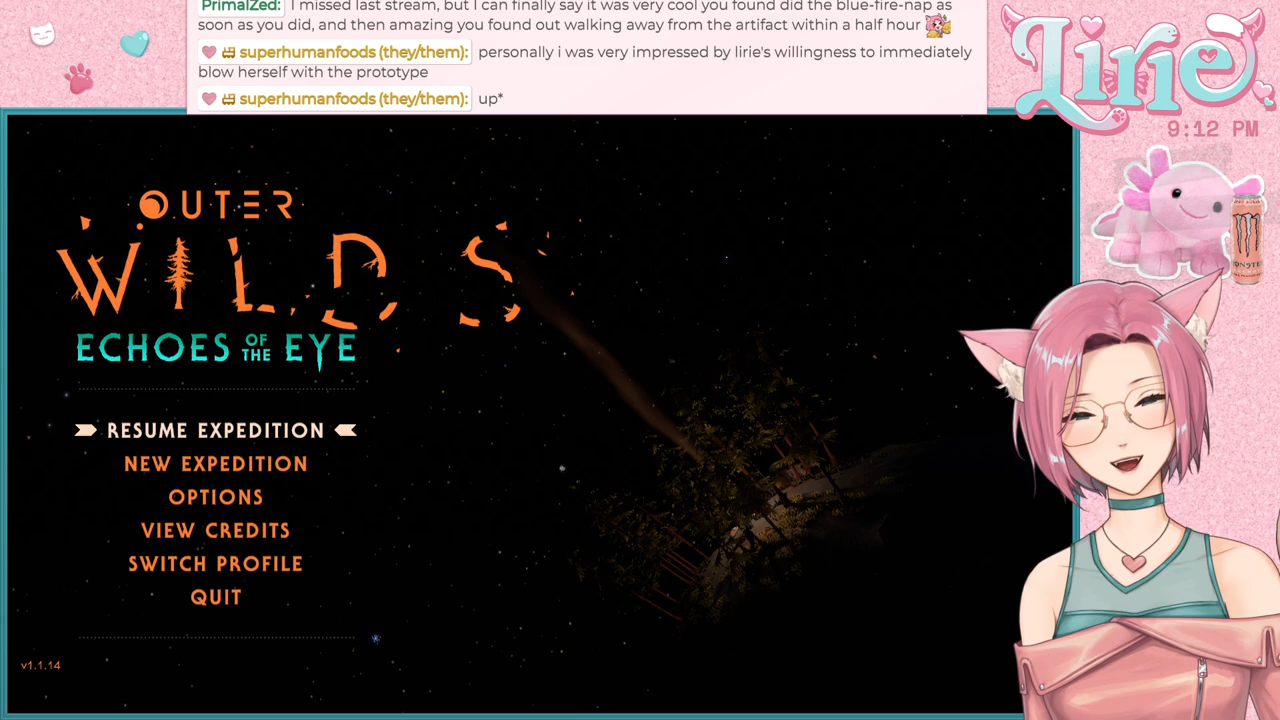 PrimalZed: I missed last stream, but I can finally say it was very cool you found did the blue-fire-nap as
soon as you did, and then amazing you found out walking away from the artifact within a half hour
superhumanfoods (they/them): personally i was very impressed by lirie's willingness to immediately
blow herself with the prototype
superhumanfoods (they/them): up*
Lirie
9:12 PM
MONSTER
OUTER
WILDS
ECHOES OF THE EYE
RESUME EXPEDITION
NEW EXPEDITION
OPTIONS
VIEW CREDITS
SWITCH PROFILE
QUIT
v1.1.14